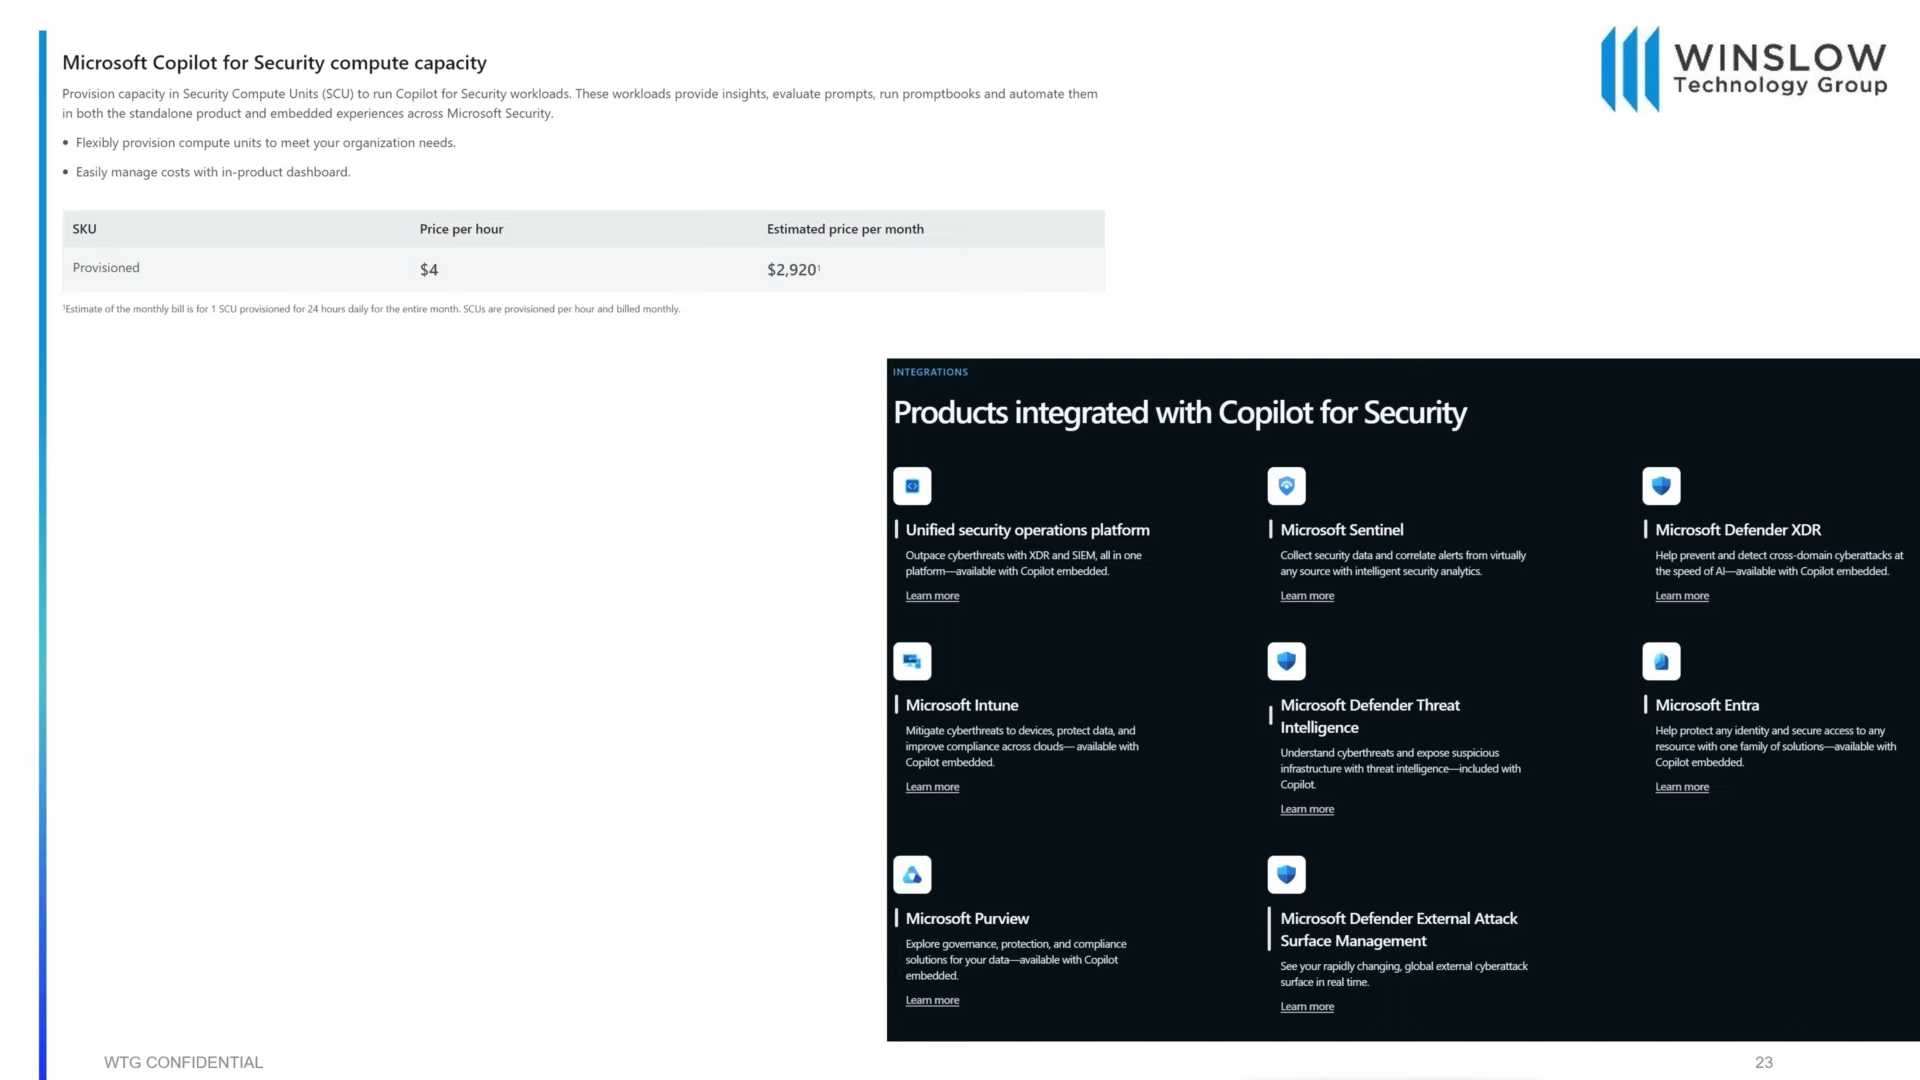 WINSLOW
Technology Group
Microsoft Copilot for Security compute capacity
Provision capacity in Security Compute Units (SCU) to run Copilot for Security workloads. These workloads provide insights, evaluate prompts, run promptbooks and automate them
in both the standalone product and embedded experiences across Microsoft Security.
• Flexibly provision compute units to meet your organization needs.
• Easily manage costs with in-product dashboard.
SKU Price per hour Estimated price per month
Provisioned $4 $2,920¹
¹Estimate of the monthly bill is for 1 SCU provisioned for 24 hours daily for the entire month. SCUs are provisioned per hour and billed monthly.
INTEGRATIONS
Products integrated with Copilot for Security
Unified security operations platform
Outpace cyberthreats with XDR and SIEM, all in one
platform—available with Copilot embedded.
Learn more
Microsoft Sentinel
Collect security data and correlate alerts from virtually
any source with intelligent security analytics.
Learn more
Microsoft Defender XDR
Help prevent and detect cross-domain cyberattacks at
the speed of AI—available with Copilot embedded.
Learn more
Microsoft Intune
Mitigate cyberthreats to devices, protect data, and
improve compliance across clouds— available with
Copilot embedded.
Learn more
Microsoft Defender Threat
Intelligence
Understand cyberthreats and expose suspicious
infrastructure with threat intelligence—included with
Copilot.
Learn more
Microsoft Entra
Help protect any identity and secure access to any
resource with one family of solutions—available with
Copilot embedded.
Learn more
Microsoft Purview
Explore governance, protection, and compliance
solutions for your data—available with Copilot
embedded.
Learn more
Microsoft Defender External Attack
Surface Management
See your rapidly changing, global external cyberattack
surface in real time.
Learn more
WTG CONFIDENTIAL
23